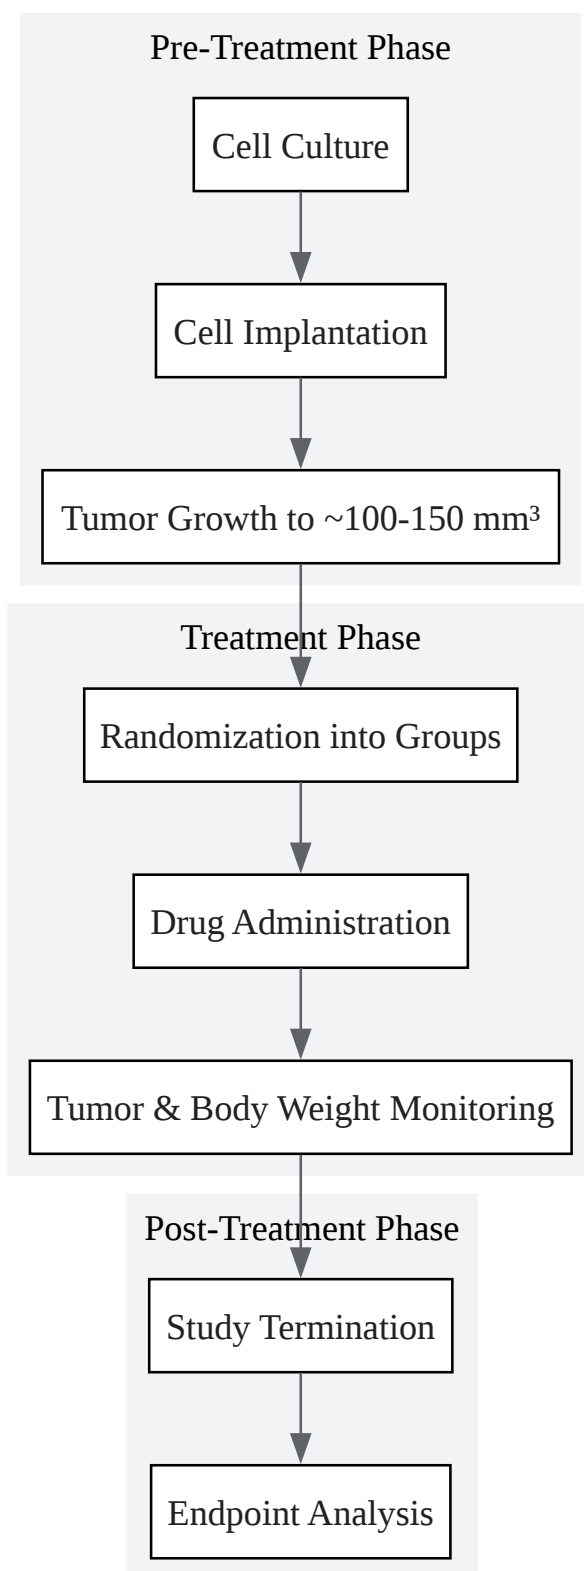 Pre-Treatment Phase
Cell Culture
Cell Implantation
Tumor Growth to ~100-150 mm³
Treatment Phase
Randomization into Groups
Drug Administration
Tumor & Body Weight Monitoring
Post-Treatment Phase
Study Termination
Endpoint Analysis